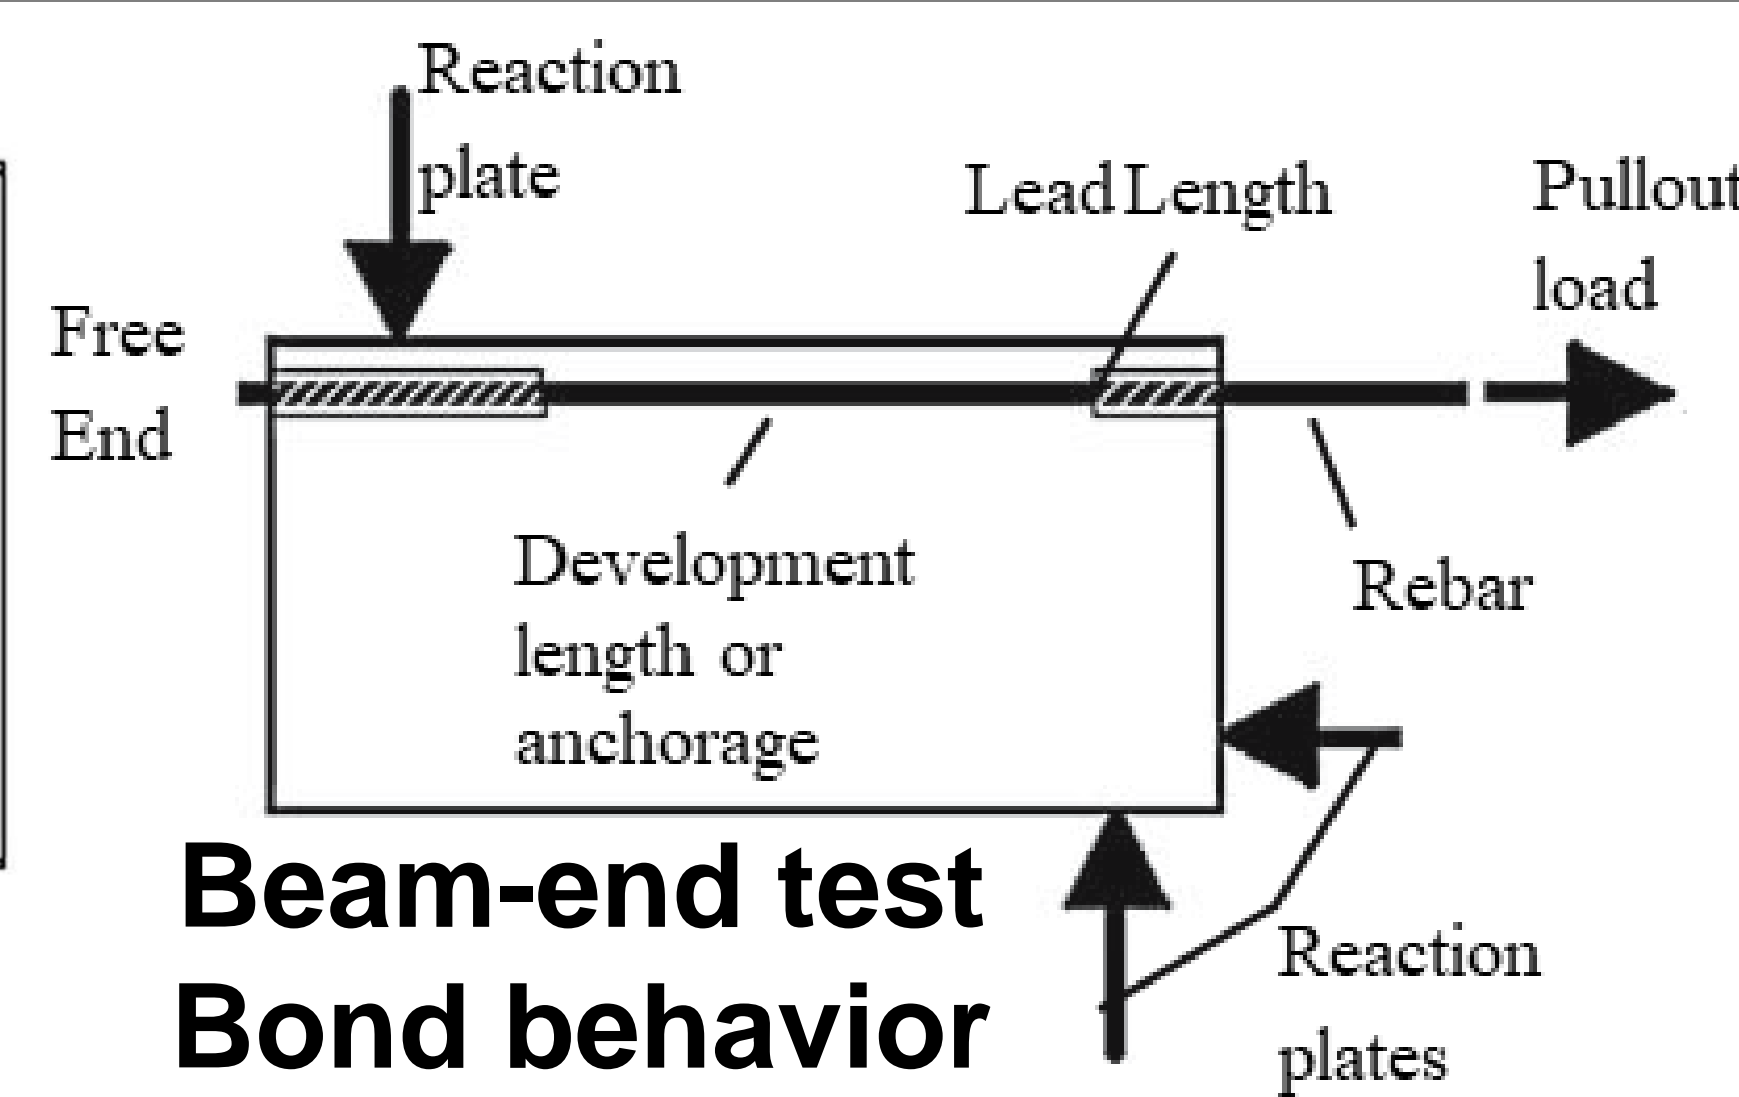 Reaction
plate
Lead Length
Pullout
load
Free
End
Development
length or
anchorage
Rebar
Reaction
plates
Beam-end test
Bond behavior